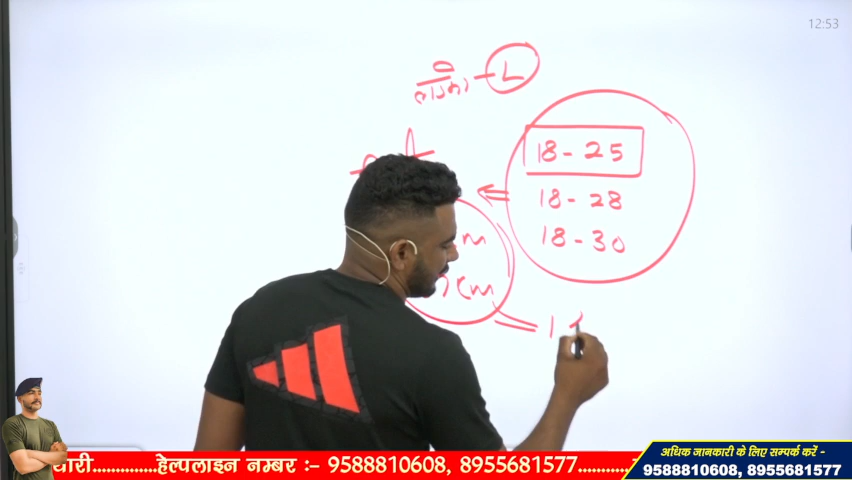 12:53
L
18-25
18-28
18-30
m
cm
यारी..............हेल्पलाइन नम्बर :- 9588810608, 8955681577...........
अधिक जानकारी के लिए सम्पर्क करें -
9588810608, 8955681577